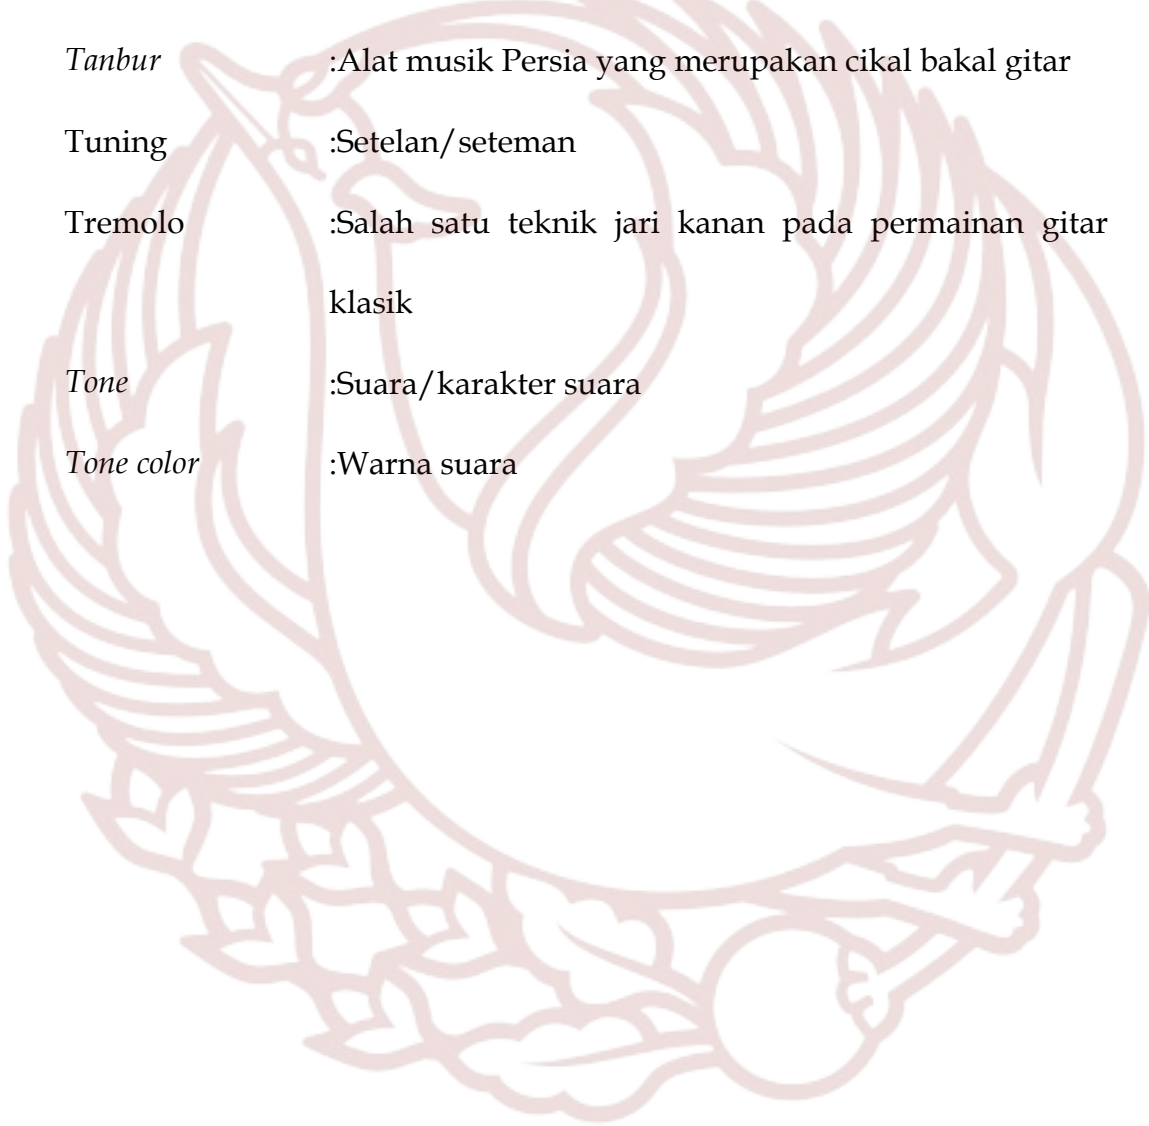 Tanbur :Alat musik Persia yang merupakan cikal bakal gitar
Tuning :Setelan/seteman
Tremolo :Salah satu teknik jari kanan pada permainan gitar
klasik
Tone :Suara/karakter suara
Tone color :Warna suara